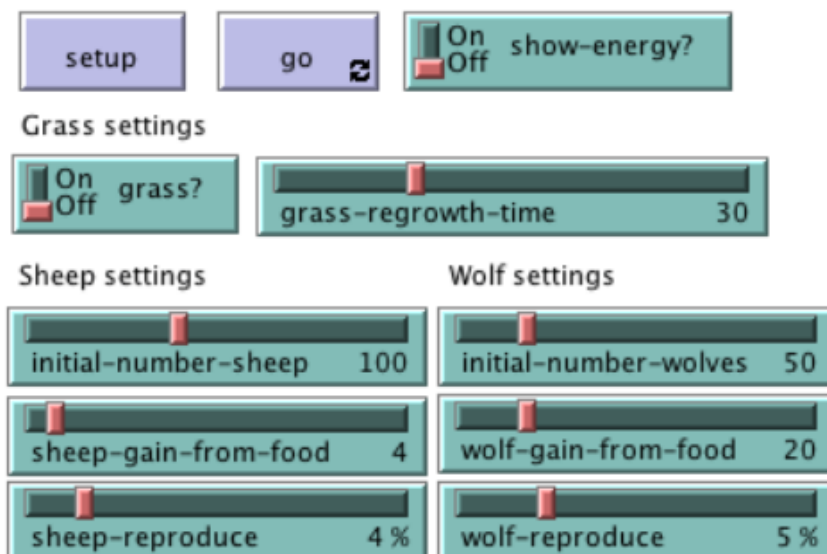 setup
go
On
Off
show-energy?
Grass settings
On
Off
grass?
grass-regrowth-time 30
Sheep settings
Wolf settings
initial-number-sheep 100
initial-number-wolves 50
sheep-gain-from-food 4
wolf-gain-from-food 20
sheep-reproduce 4 %
wolf-reproduce 5 %